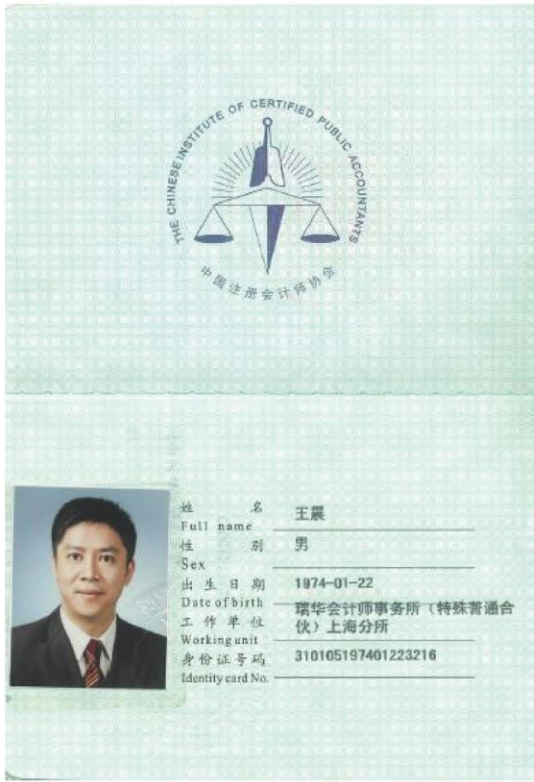 THE CHINESE INSTITUTE OF CERTIFIED PUBLIC ACCOUNTANTS
中国注册会计师协会
姓 名 王晨
Full name
性 别 男
Sex
出生日期 1974-01-22
Date of birth
工作单位 瑞华会计师事务所（特殊普通合
伙）上海分所
Working unit
身份证号码 310105197401223216
Identity card No.